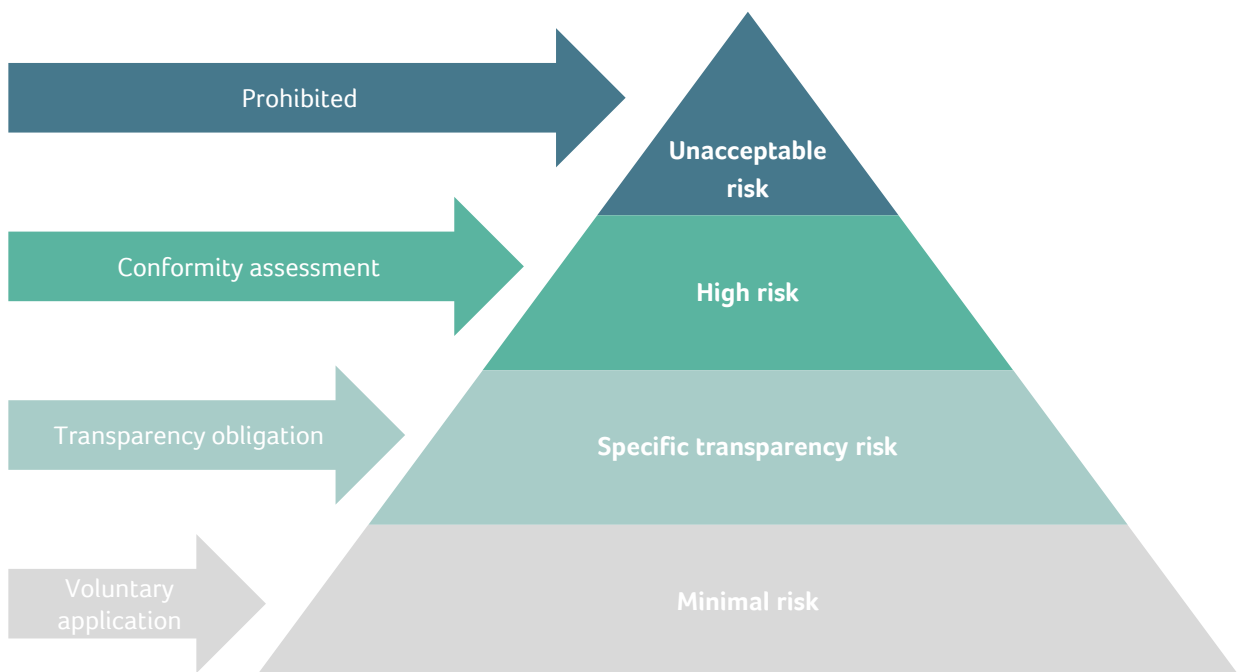 Prohibited
Unacceptable
risk
Conformity assessment
High risk
Transparency obligation
Specific transparency risk
Voluntary
application
Minimal risk